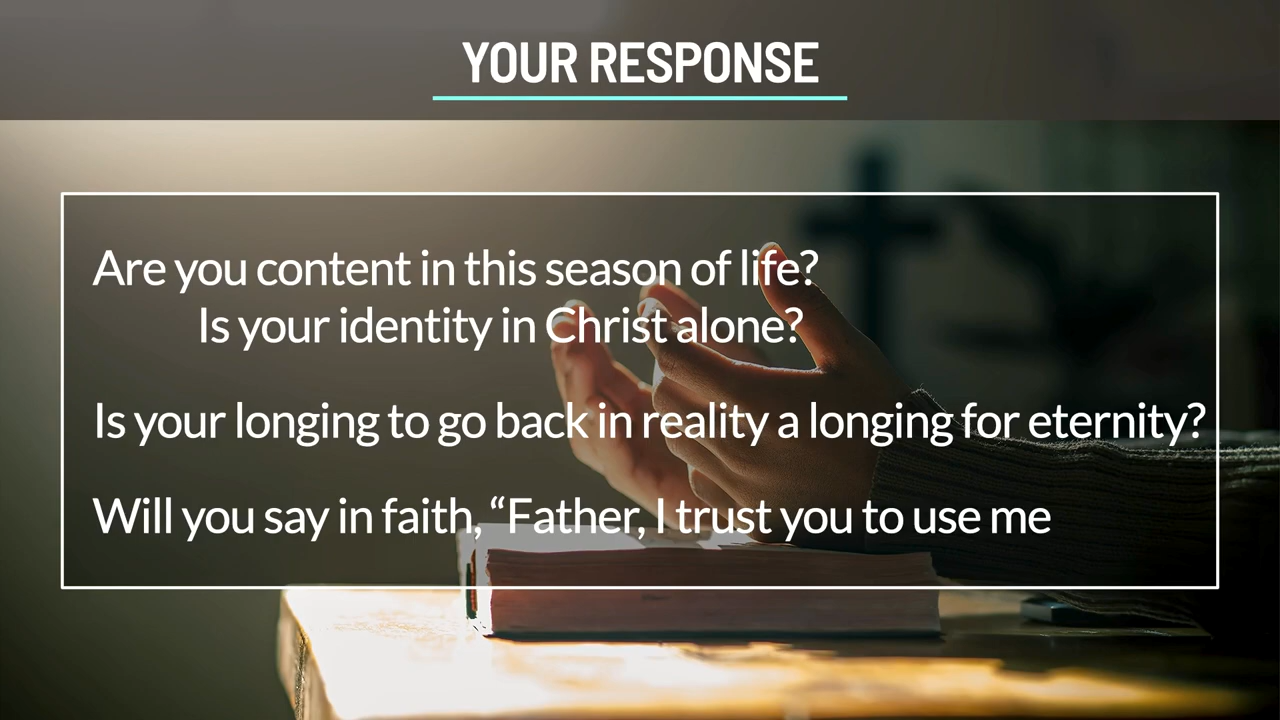 YOUR RESPONSE
Are you content in this season of life?
Is your identity in Christ alone?
Is your longing to go back in reality a longing for eternity?
Will you say in faith, “Father, I trust you to use me